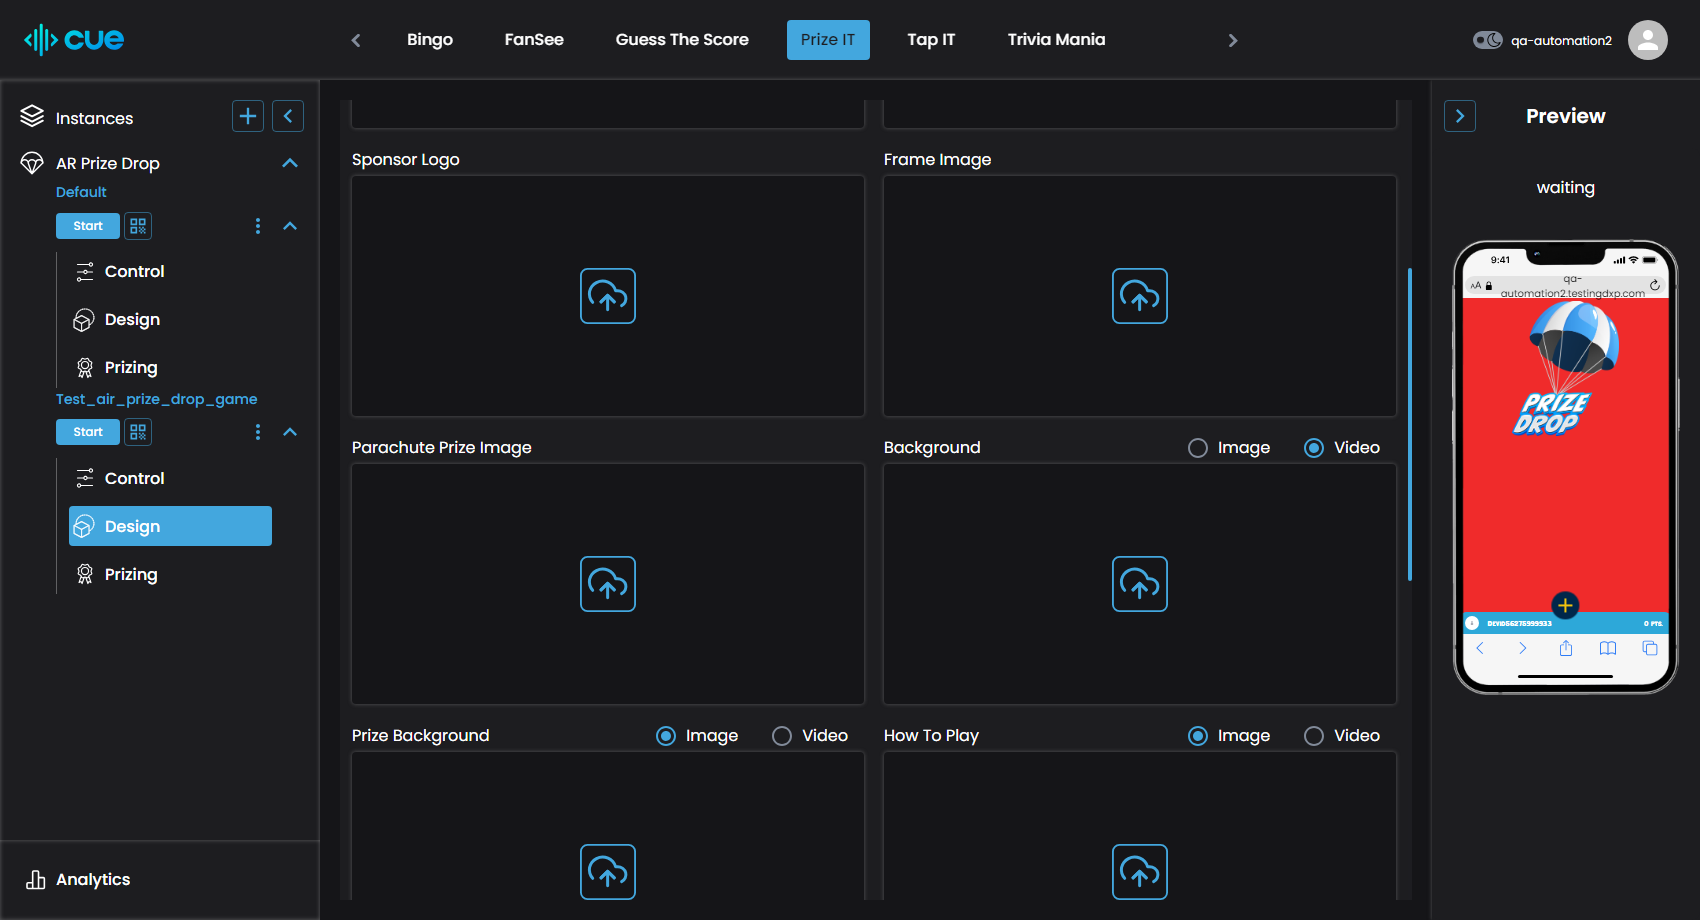 cue
Bingo
FanSee
Guess The Score
Prize IT
Tap IT
Trivia Mania
qa-automation2
Instances
AR Prize Drop
Default
Start
Control
Design
Prizing
Test_air_prize_drop_game
Start
Control
Design
Prizing
Analytics
Sponsor Logo
Frame Image
Parachute Prize Image
Background
Image
Video
Prize Background
Image
Video
How To Play
Image
Video
Preview
waiting
9:41
AA
qa-
automation2.testingdxp.com
PRIZE
DROP
0 PTS.